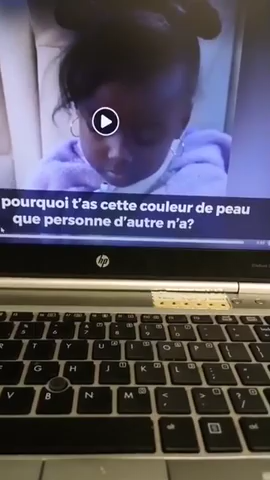 pourquoi t'as cette couleur de peau
que personne d'autre n'a?
hp
F G H J K L
V B N M